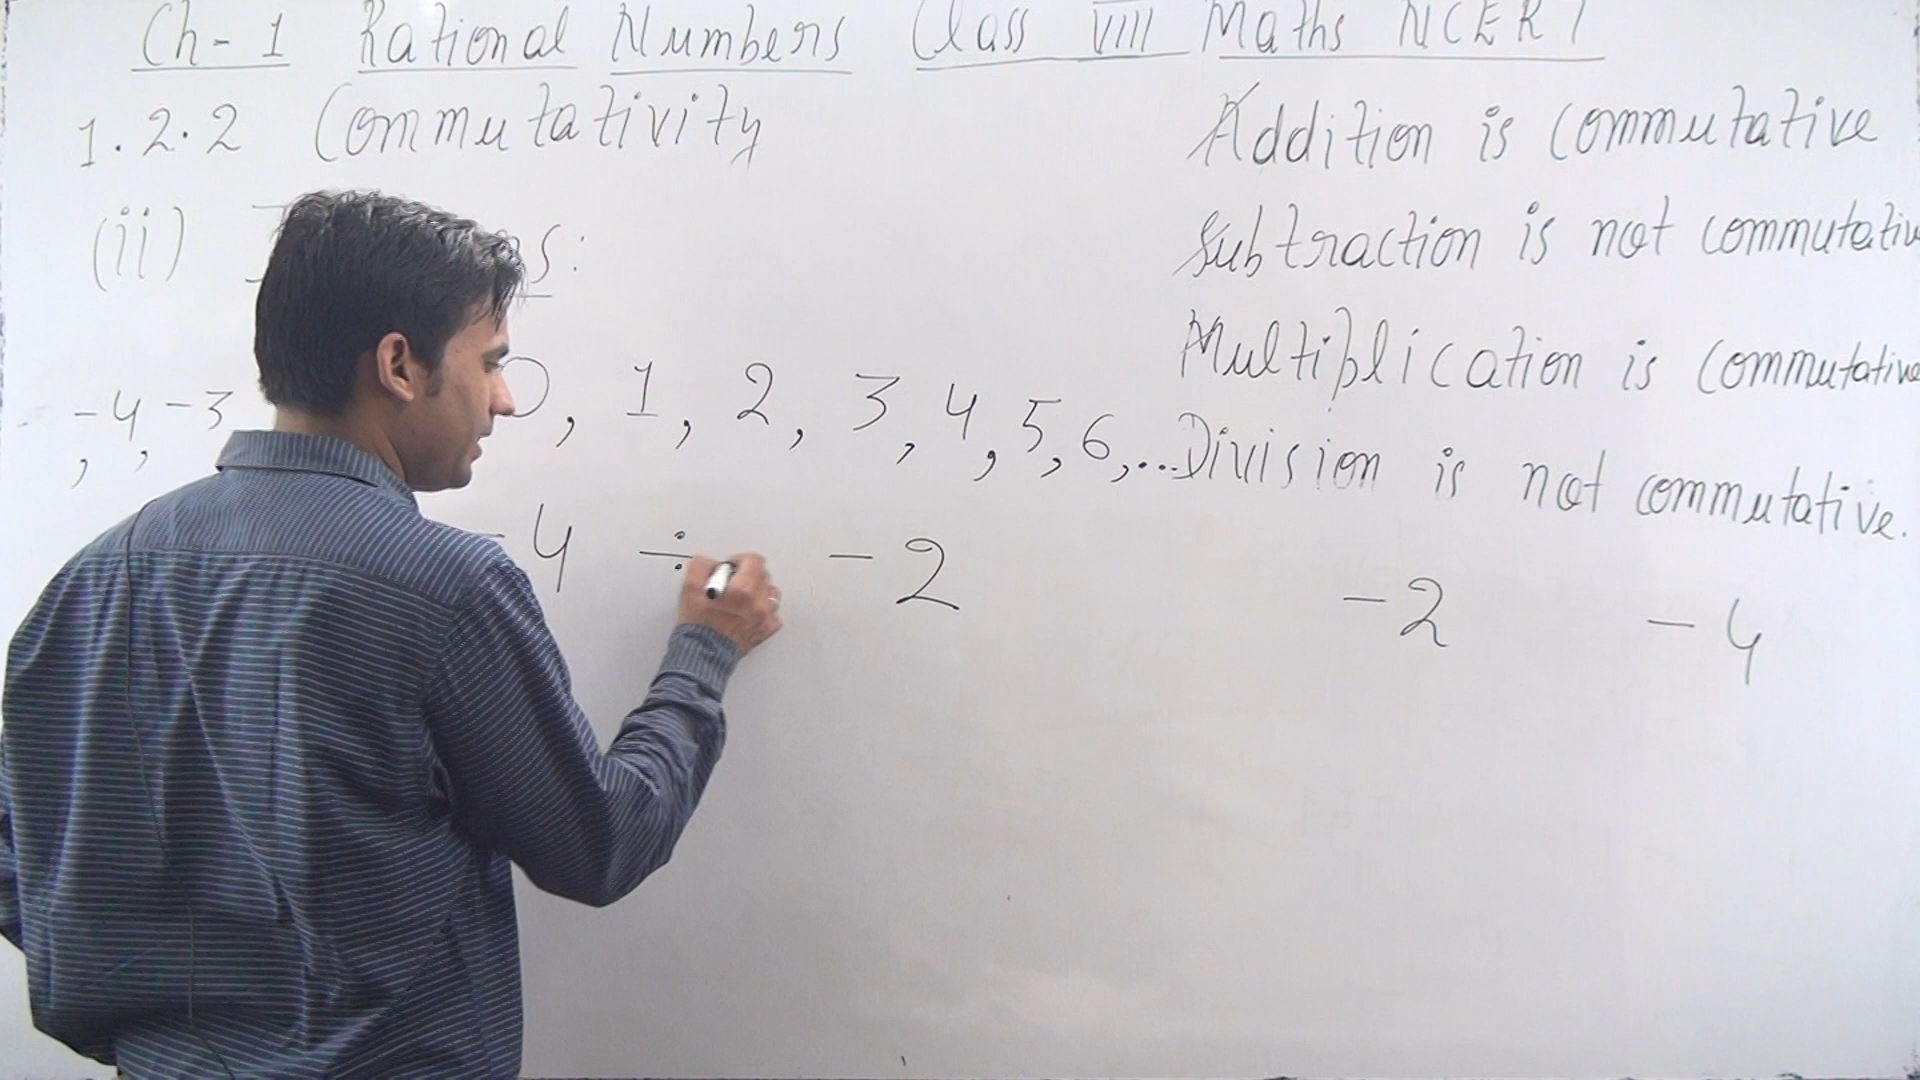 Ch-1 Rational Numbers Class VIII Maths NCERT
1.2.2 Commutativity
(ii)
-4, -3 0, 1, 2, 3, 4, 5, 6, ...
-4 ÷ -2
Addition is commutative
Subtraction is not commutative
Multiplication is commutative
Division is not commutative.
-2 -4